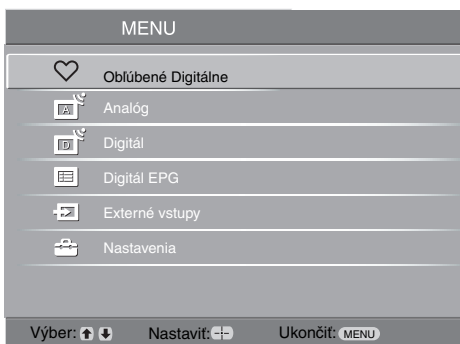 MENU
Obľúbené Digitálne
A Analóg
D Digitál
Digitál EPG
Externé vstupy
Nastavenia
Výber: Nastaviť: Ukončiť: MENU